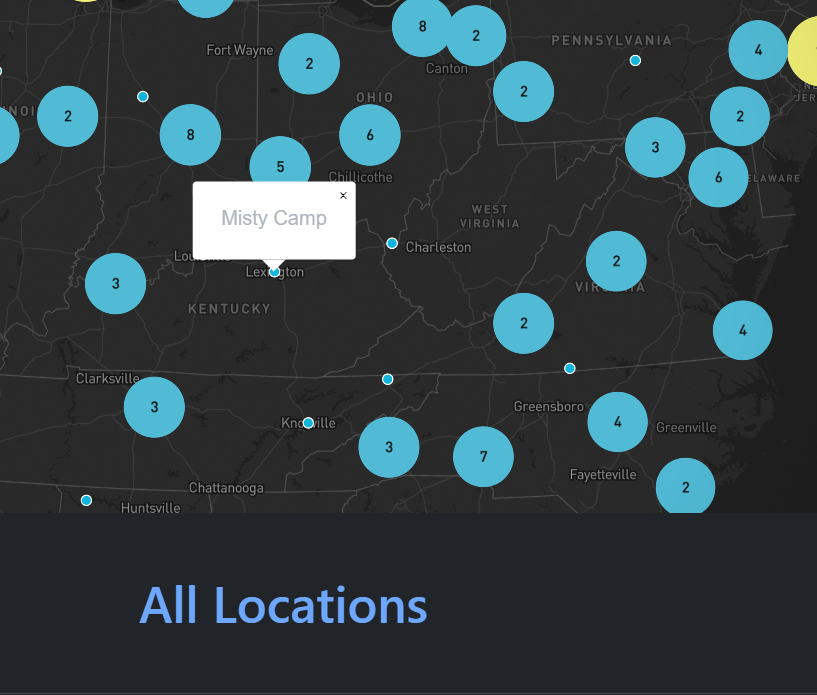 8
2
PENNSYLVANIA
Fort Wayne
4
2
Canton
2
OHIO
2
2
8
6
3
5
Chillicothe
6
Misty Camp
×
WEST
VIRGINIA
Charleston
2
Lexington
3
VIRGINIA
KENTUCKY
2
4
Clarksville
3
Greensboro
Knoxville
4
Greenville
3
7
Fayetteville
Chattanooga
2
Huntsville
All Locations